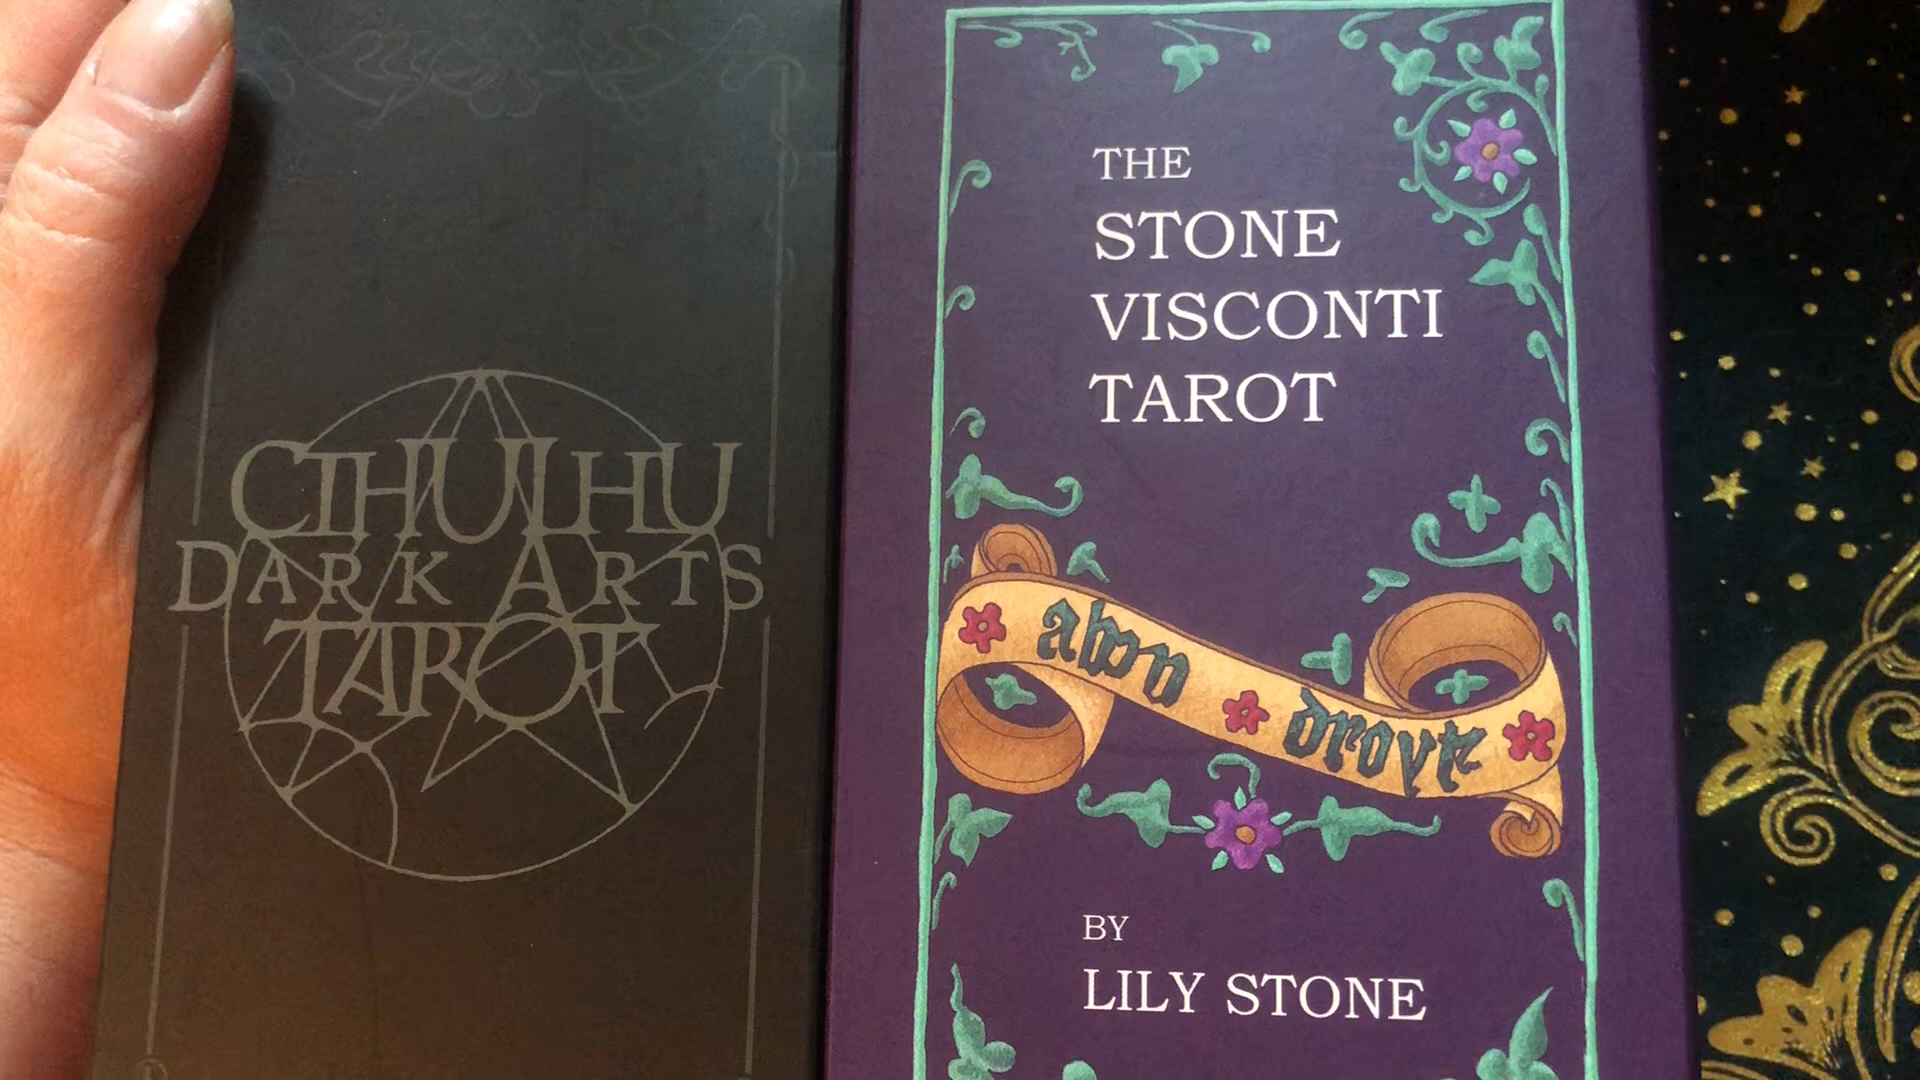 CTHULHU
DARK ARTS
TAROT
THE
STONE
VISCONTI
TAROT
BY
LILY STONE